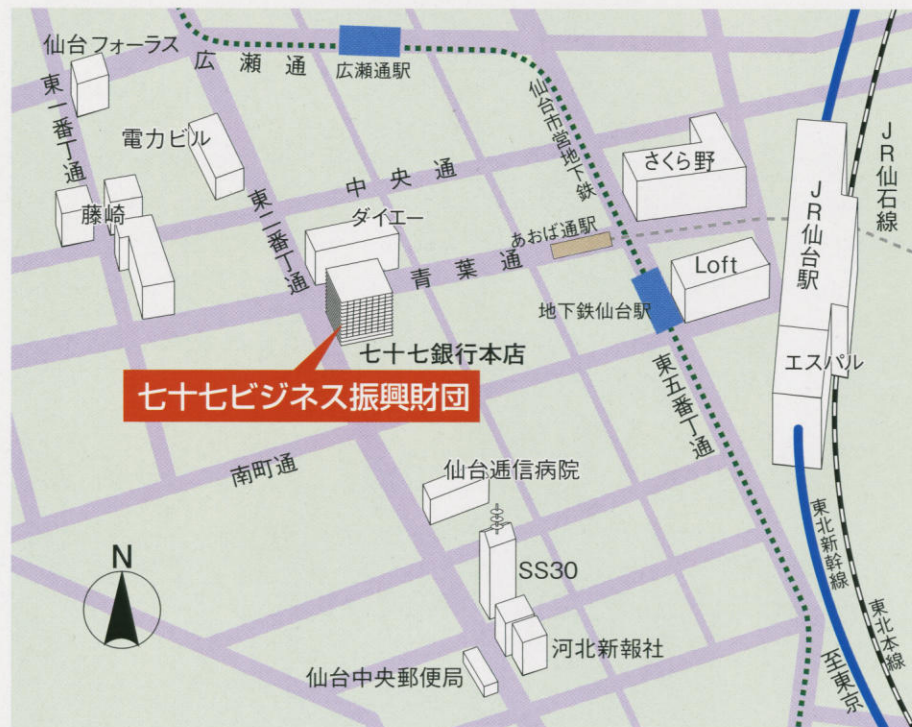 仙台フォーラス
広瀬通
広瀬通駅
東一番丁通
電力ビル
仙台市営地下鉄
さくら野
JR仙石線
JR仙台駅
中央通
藤崎
東二番丁通
ダイエー
あおば通駅
青葉通
Loft
地下鉄仙台駅
七十七銀行本店
エスパル
七十七ビジネス振興財団
東五番丁通
南町通
仙台逓信病院
東北新幹線
N
SS30
東北本線
河北新報社
至東京
仙台中央郵便局